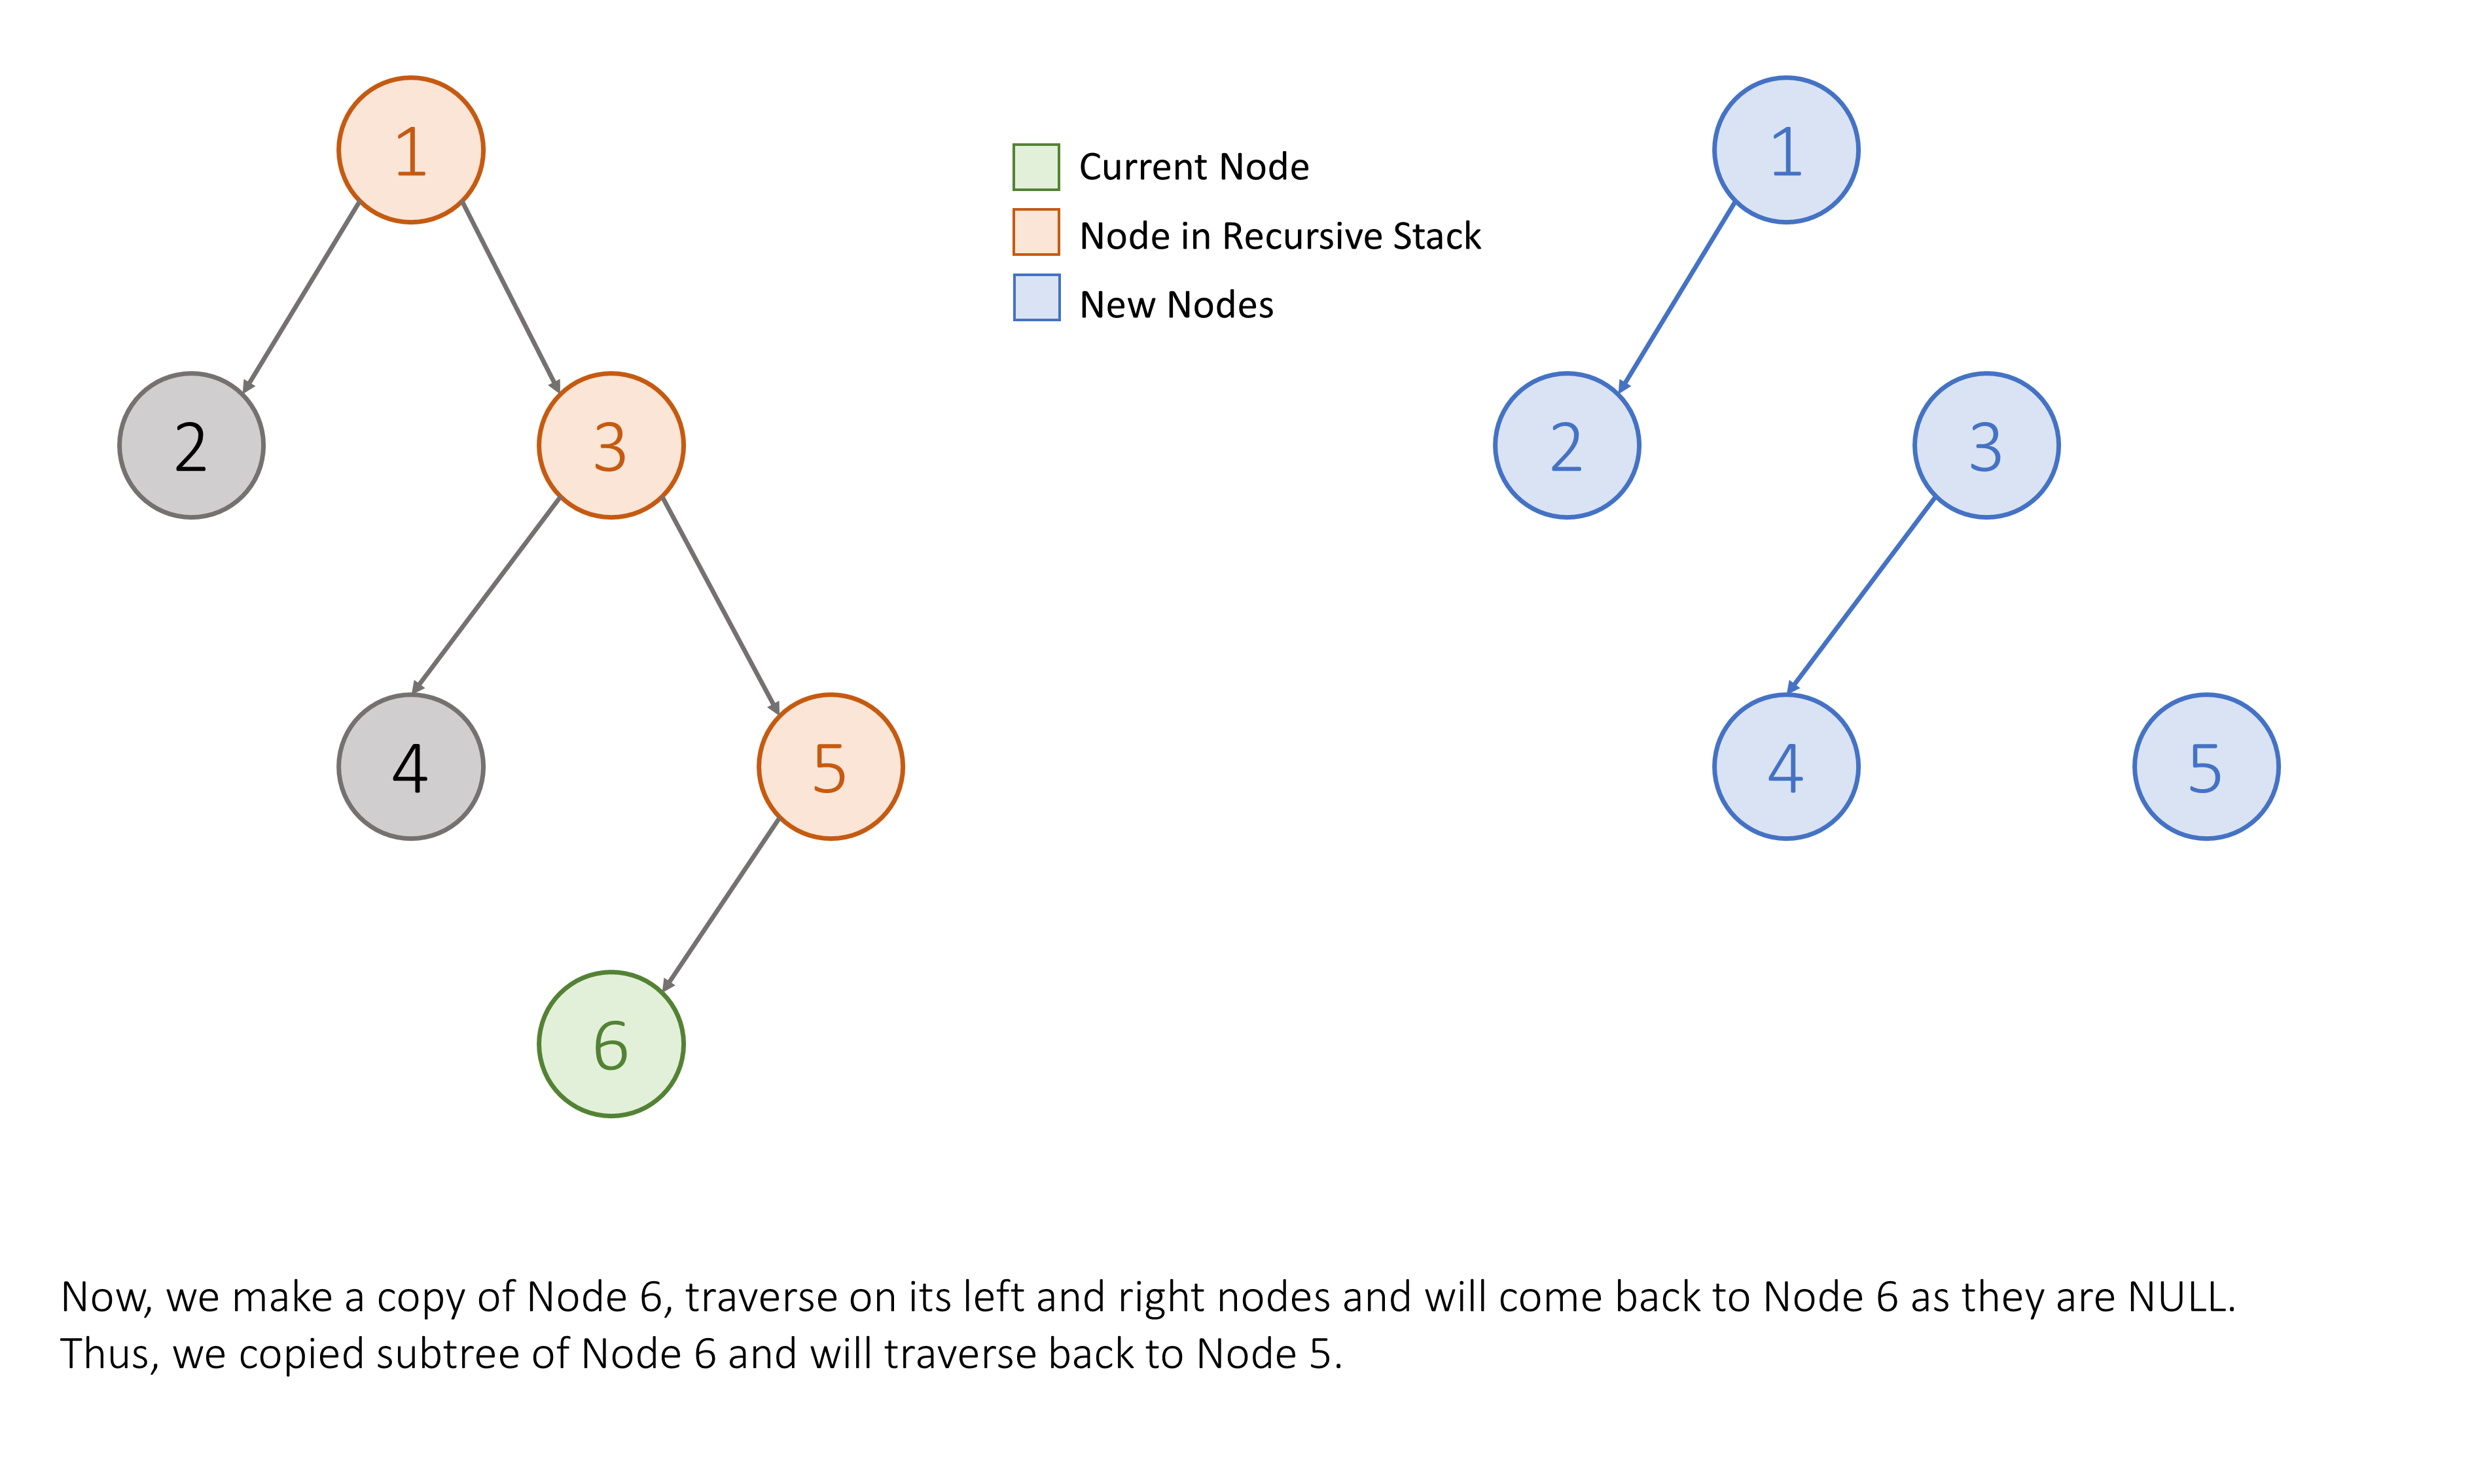 1
2
3
4
5
6
Current Node
Node in Recursive Stack
New Nodes
1
2
3
4
5
Now, we make a copy of Node 6, traverse on its left and right nodes and will come back to Node 6 as they are NULL.
Thus, we copied subtree of Node 6 and will traverse back to Node 5.